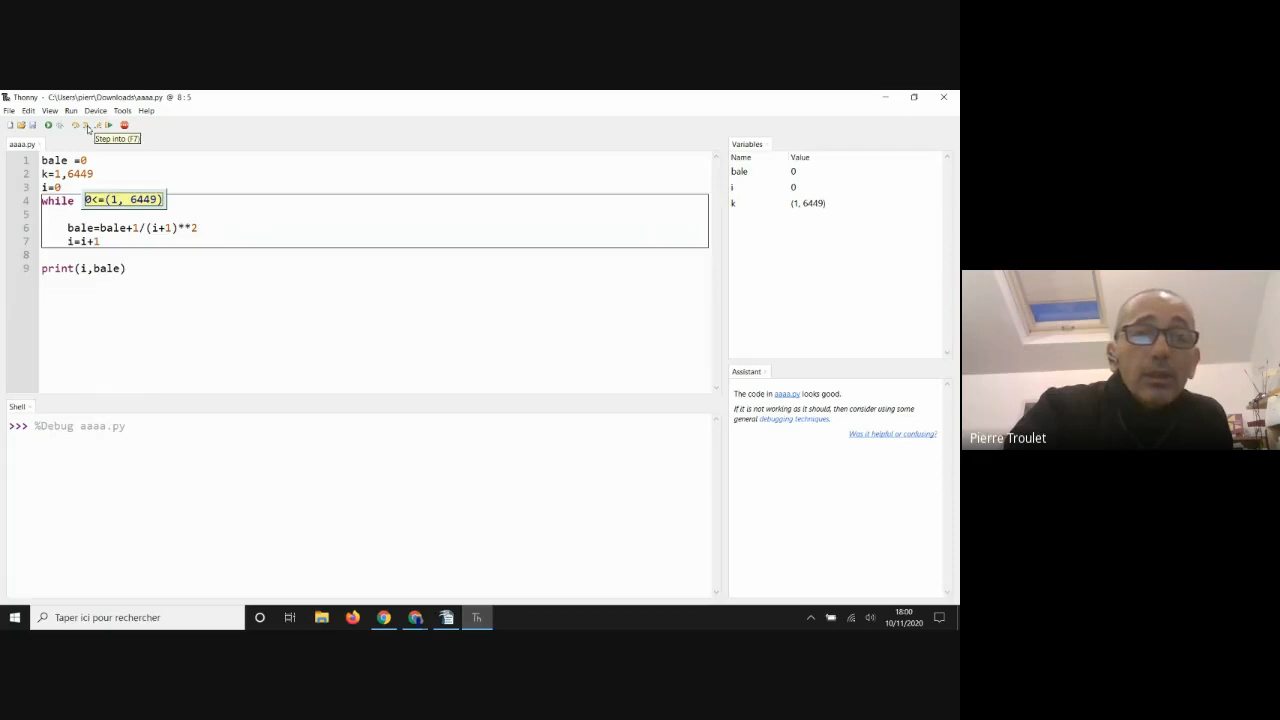 Thonny - C:\Users\pierr\Downloads\aaaa.py @ 8:5
File Edit View Run Device Tools Help
Step into (F7)
aaaa.py
1 bale =0
2 k=1,6449
3 i=0
4 while 0<=(1, 6449)
5
6 bale=bale+1/(i+1)**2
7 i=i+1
8
9 print(i,bale)
Variables
Name Value
bale 0
i 0
k (1, 6449)
Assistant
The code in aaaa.py looks good.
If it is not working as it should, then consider using some
general debugging techniques.
Was it helpful or confusing?
Shell
>>> %Debug aaaa.py
Pierre Troulet
Taper ici pour rechercher
Th
18:00
10/11/2020